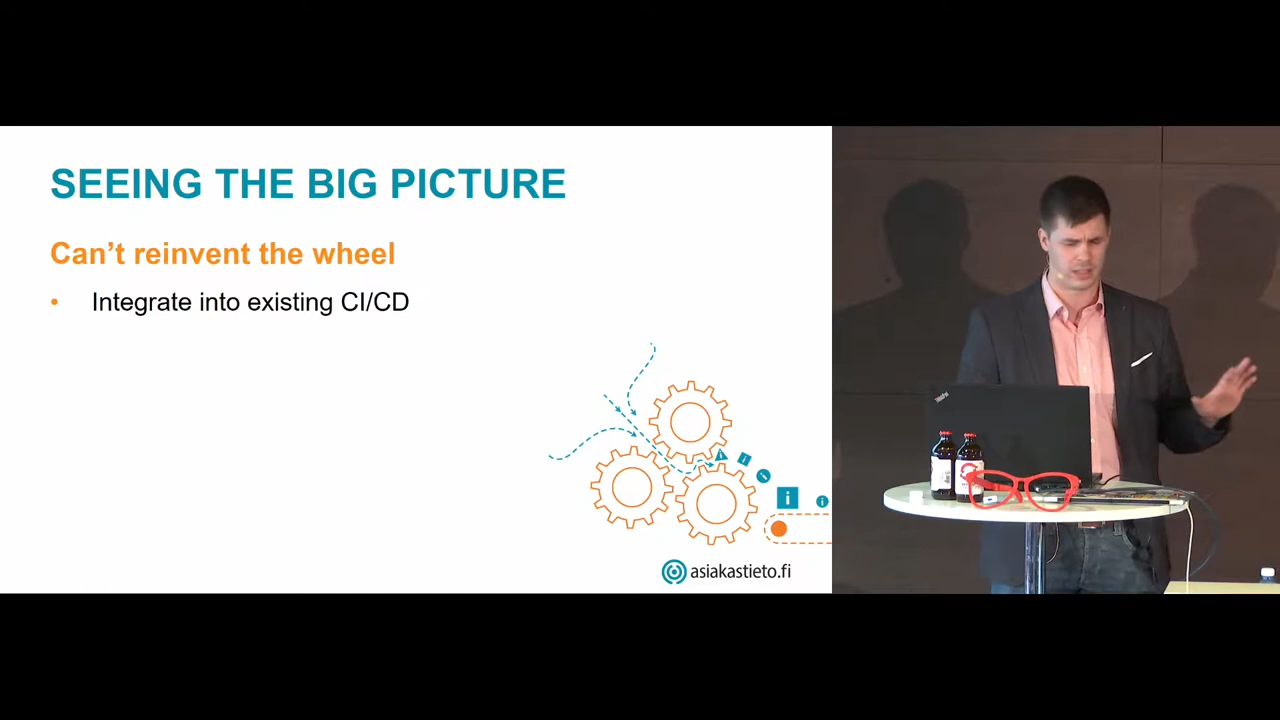 SEEING THE BIG PICTURE
Can't reinvent the wheel
• Integrate into existing CI/CD
asiakastieto.fi